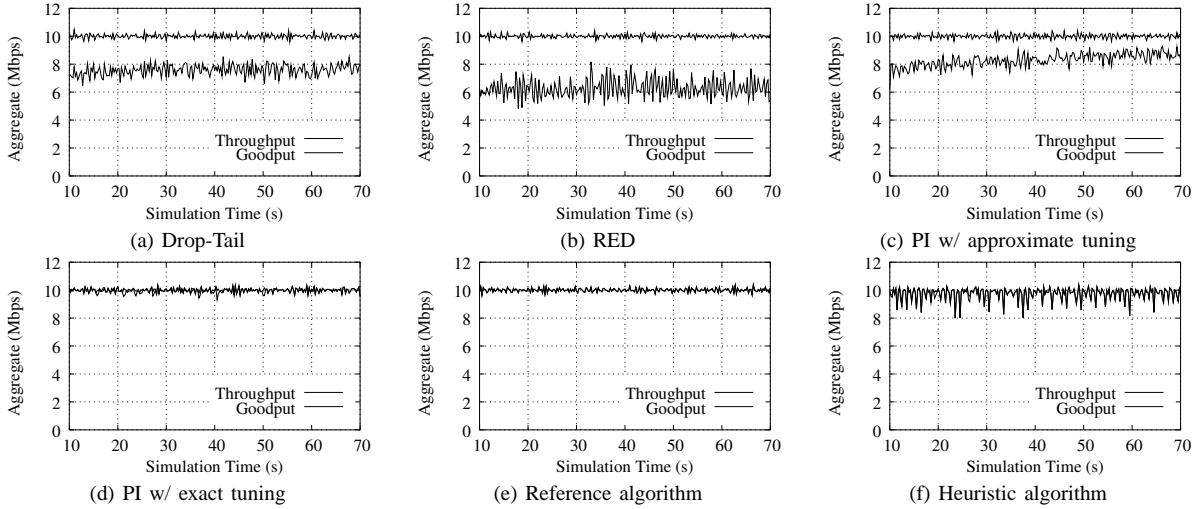 12
10
8
6
4
2
0
10 20 30 40 50 60 70
Aggregate (Mbps)
Simulation Time (s)
Throughput
Goodput
(a) Drop-Tail
12
10
8
6
4
2
0
10 20 30 40 50 60 70
Aggregate (Mbps)
Simulation Time (s)
Throughput
Goodput
(b) RED
12
10
8
6
4
2
0
10 20 30 40 50 60 70
Aggregate (Mbps)
Simulation Time (s)
Throughput
Goodput
(c) PI w/ approximate tuning
12
10
8
6
4
2
0
10 20 30 40 50 60 70
Aggregate (Mbps)
Simulation Time (s)
Throughput
Goodput
(d) PI w/ exact tuning
12
10
8
6
4
2
0
10 20 30 40 50 60 70
Aggregate (Mbps)
Simulation Time (s)
Throughput
Goodput
(e) Reference algorithm
12
10
8
6
4
2
0
10 20 30 40 50 60 70
Aggregate (Mbps)
Simulation Time (s)
Throughput
Goodput
(f) Heuristic algorithm